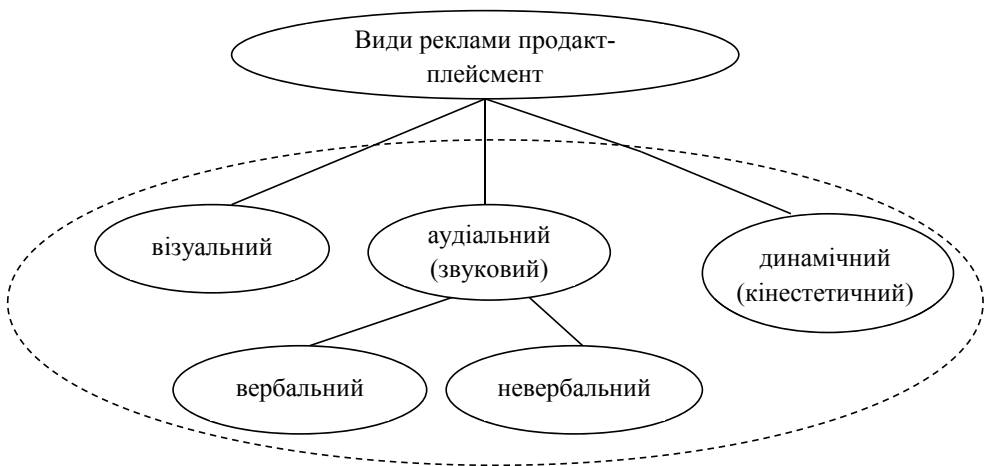 Види реклами продакт-
плейсмент
візуальний
аудіальний
(звуковий)
динамічний
(кінестетичний)
вербальний
невербальний